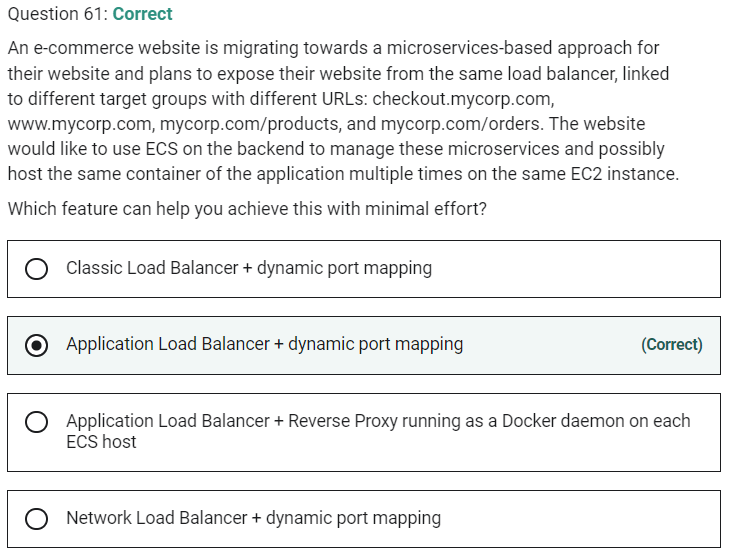 Question 61: Correct
An e-commerce website is migrating towards a microservices-based approach for
their website and plans to expose their website from the same load balancer, linked
to different target groups with different URLs: checkout.mycorp.com,
www.mycorp.com, mycorp.com/products, and mycorp.com/orders. The website
would like to use ECS on the backend to manage these microservices and possibly
host the same container of the application multiple times on the same EC2 instance.
Which feature can help you achieve this with minimal effort?
Classic Load Balancer + dynamic port mapping
Application Load Balancer + dynamic port mapping (Correct)
Application Load Balancer + Reverse Proxy running as a Docker daemon on each
ECS host
Network Load Balancer + dynamic port mapping